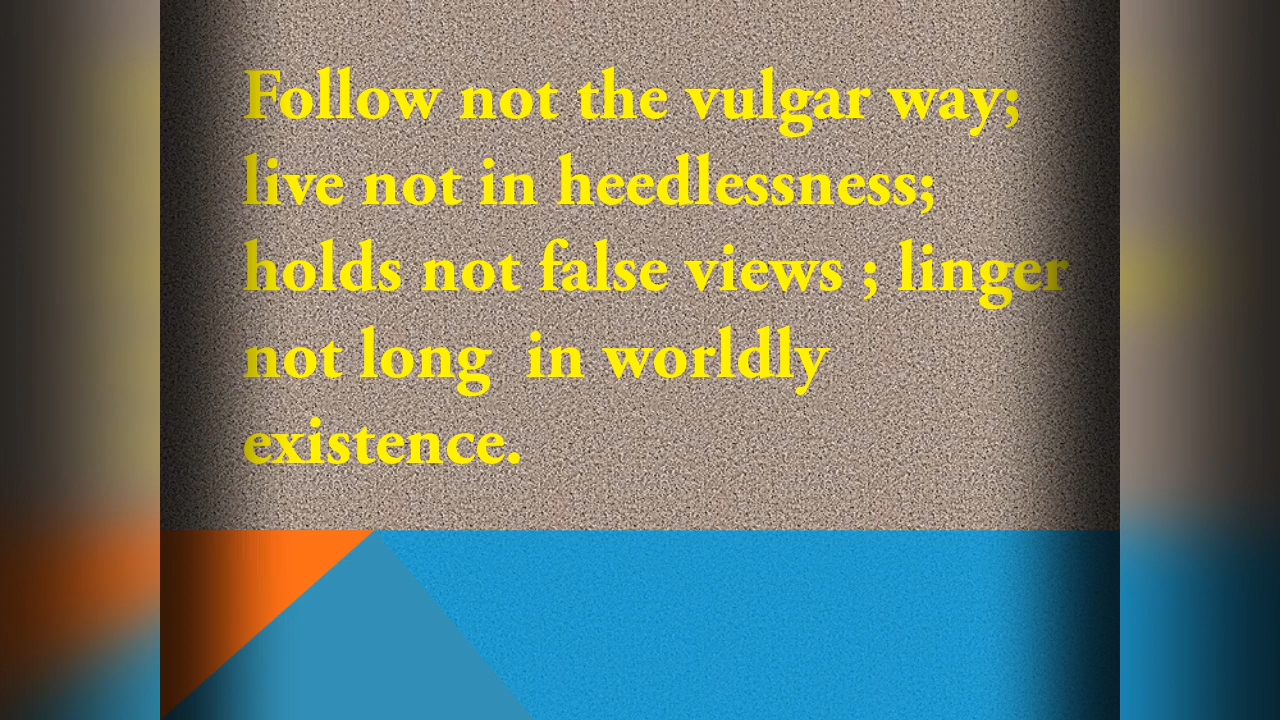 Follow not the vulgar way;
live not in heedlessness;
holds not false views ; linger
not long  in worldly
existence.